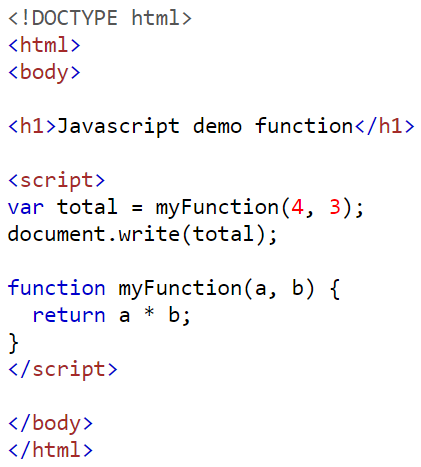 <!DOCTYPE html>
<html>
<body>

<h1>Javascript demo function</h1>

<script>
var total = myFunction(4, 3);
document.write(total);

function myFunction(a, b) {
  return a * b;
}
</script>

</body>
</html>